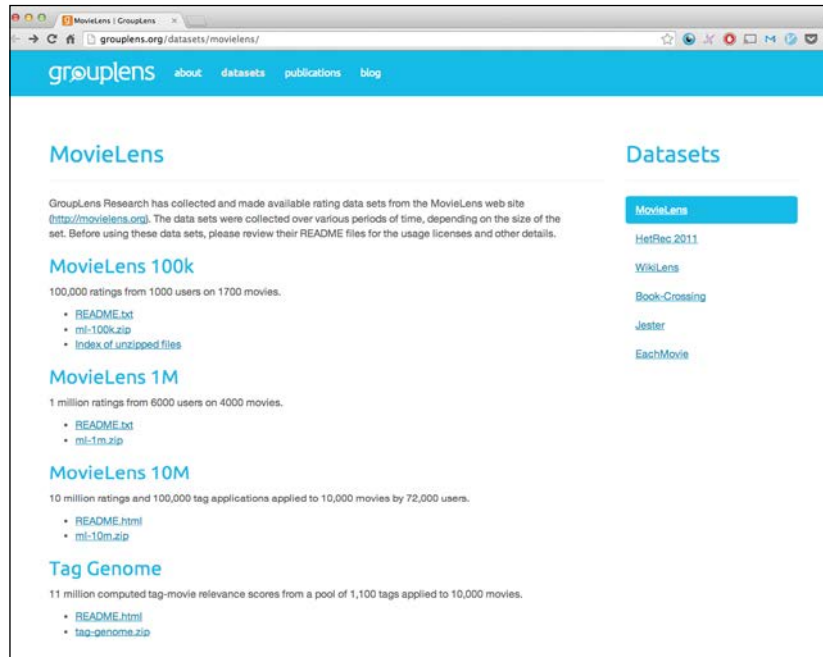 MovieLens | GroupLens
grouplens.org/datasets/movielens/
grouplens about datasets publications blog
MovieLens
GroupLens Research has collected and made available rating data sets from the MovieLens web site
(http://movielens.org). The data sets were collected over various periods of time, depending on the size of the
set. Before using these data sets, please review their README files for the usage licenses and other details.
MovieLens 100k
100,000 ratings from 1000 users on 1700 movies.
• README.txt
• ml-100k.zip
• Index of unzipped files
MovieLens 1M
1 million ratings from 6000 users on 4000 movies.
• README.txt
• ml-1m.zip
MovieLens 10M
10 million ratings and 100,000 tag applications applied to 10,000 movies by 72,000 users.
• README.html
• ml-10m.zip
Tag Genome
11 million computed tag-movie relevance scores from a pool of 1,100 tags applied to 10,000 movies.
• README.html
• tag-genome.zip
Datasets
MovieLens
HetRec 2011
WikiLens
Book-Crossing
Jester
EachMovie